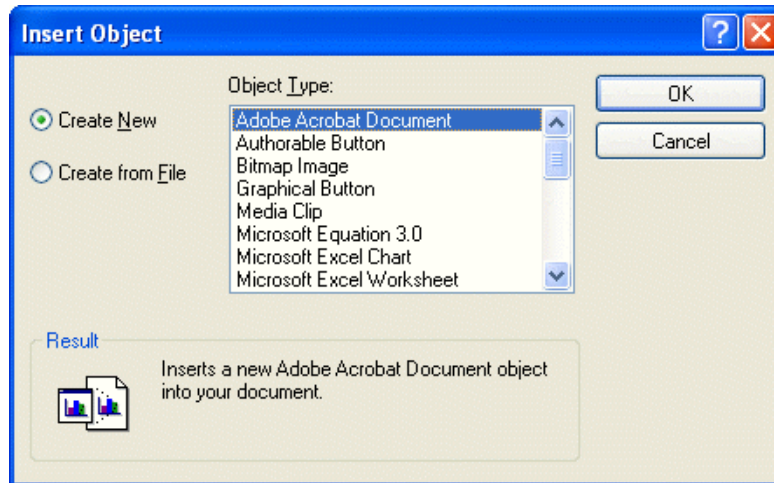 Insert Object
?
Object Type:
Create New
Create from File
Adobe Acrobat Document
Authorable Button
Bitmap Image
Graphical Button
Media Clip
Microsoft Equation 3.0
Microsoft Excel Chart
Microsoft Excel Worksheet
OK
Cancel
Result
Inserts a new Adobe Acrobat Document object
into your document.